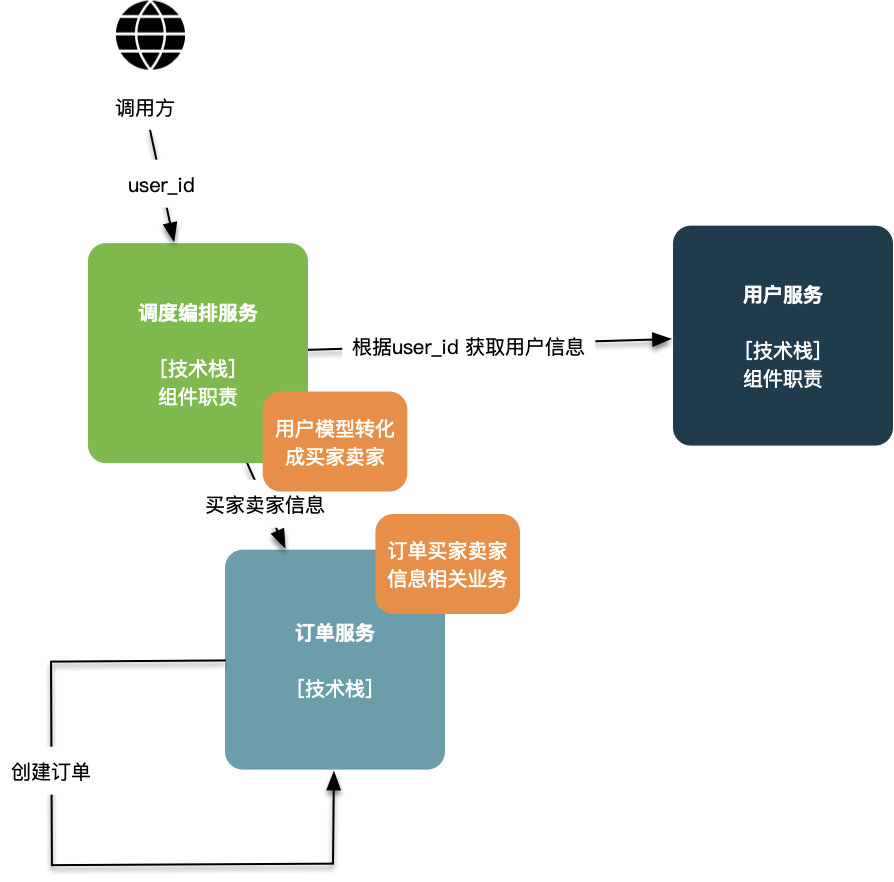 调用方
user_id
调度编排服务
[技术栈]
组件职责
根据user_id 获取用户信息
用户服务
[技术栈]
组件职责
用户模型转化
成买家卖家
买家卖家信息
订单买家卖家
信息相关业务
订单服务
[技术栈]
创建订单